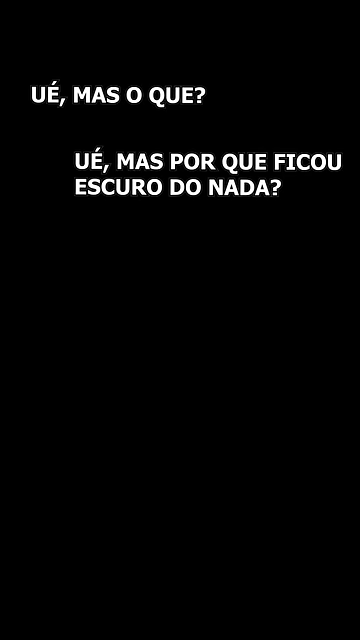 UÉ, MAS O QUE?
UÉ, MAS POR QUE FICOU
ESCURO DO NADA?